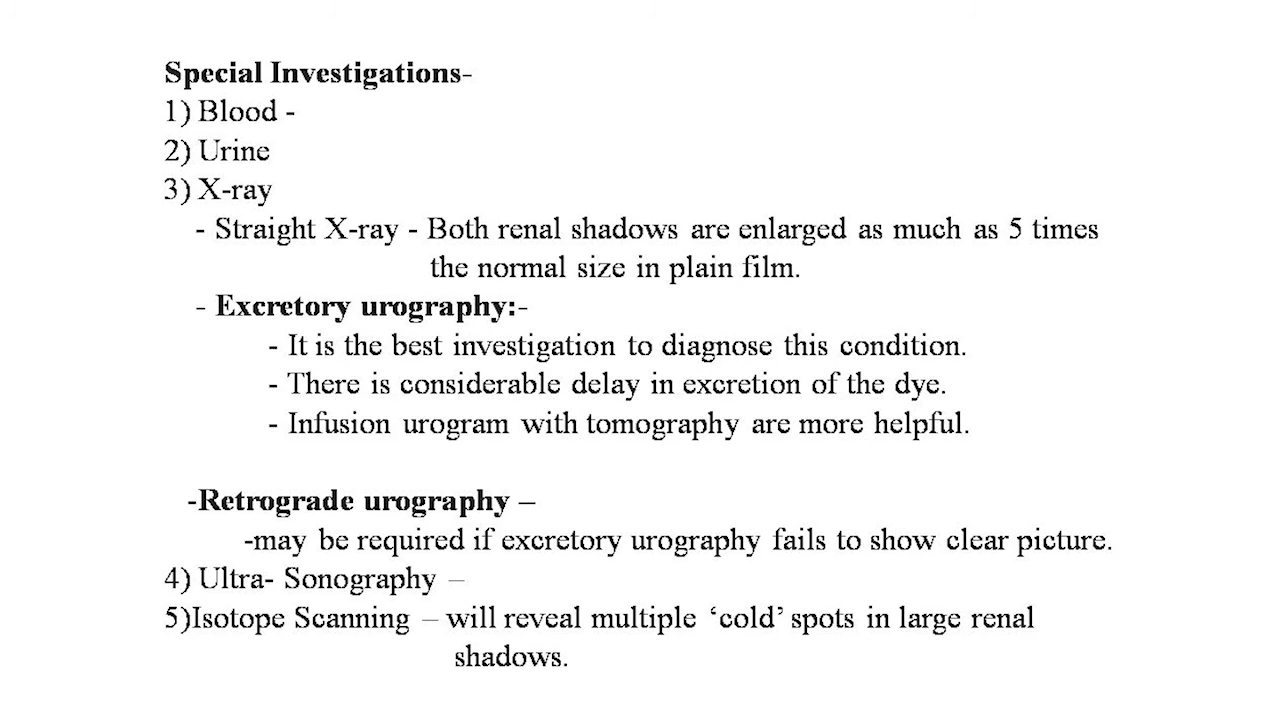 Special Investigations-
1) Blood -
2) Urine
3) X-ray
- Straight X-ray - Both renal shadows are enlarged as much as 5 times
the normal size in plain film.
- Excretory urography:-
- It is the best investigation to diagnose this condition.
- There is considerable delay in excretion of the dye.
- Infusion urogram with tomography are more helpful.
-Retrograde urography –
-may be required if excretory urography fails to show clear picture.
4) Ultra- Sonography –
5)Isotope Scanning – will reveal multiple ‘cold’ spots in large renal
shadows.